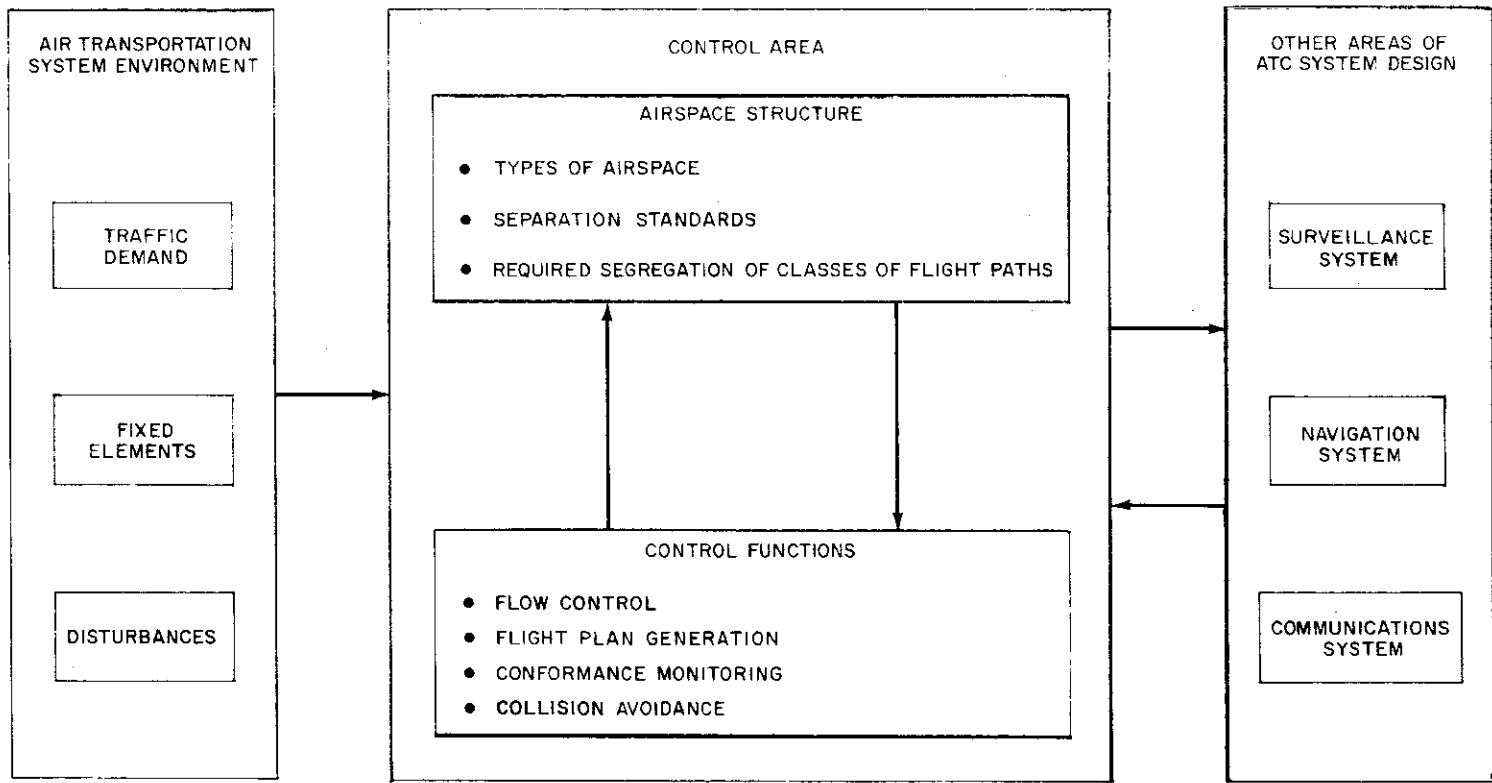 AIR TRANSPORTATION
SYSTEM ENVIRONMENT
TRAFFIC
DEMAND
FIXED
ELEMENTS
DISTURBANCES
CONTROL AREA
AIRSPACE STRUCTURE
● TYPES OF AIRSPACE
● SEPARATION STANDARDS
● REQUIRED SEGREGATION OF CLASSES OF FLIGHT PATHS
CONTROL FUNCTIONS
● FLOW CONTROL
● FLIGHT PLAN GENERATION
● CONFORMANCE MONITORING
● COLLISION AVOIDANCE
OTHER AREAS OF
ATC SYSTEM DESIGN
SURVEILLANCE
SYSTEM
NAVIGATION
SYSTEM
COMMUNICATIONS
SYSTEM